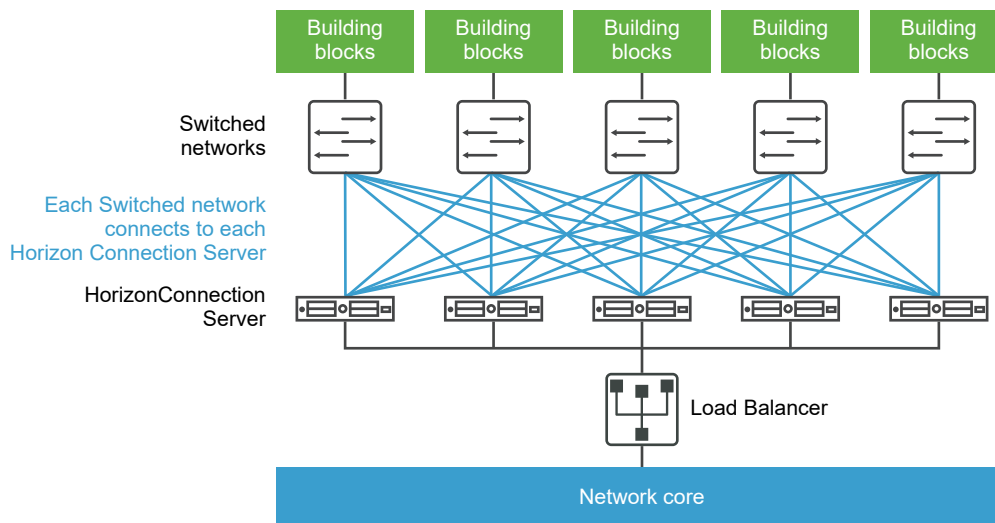 Building
blocks
Building
blocks
Building
blocks
Building
blocks
Building
blocks
Switched
networks
Each Switched network
connects to each
Horizon Connection Server
HorizonConnection
Server
Load Balancer
Network core